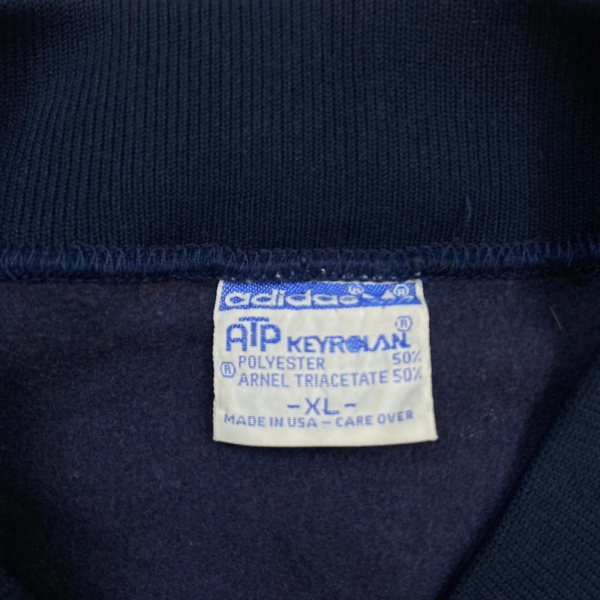 adidas® ®
ATP KEYROLAN®
POLYESTER 50%
® ARNEL TRIACETATE 50%
-XL-
MADE IN USA - CARE OVER